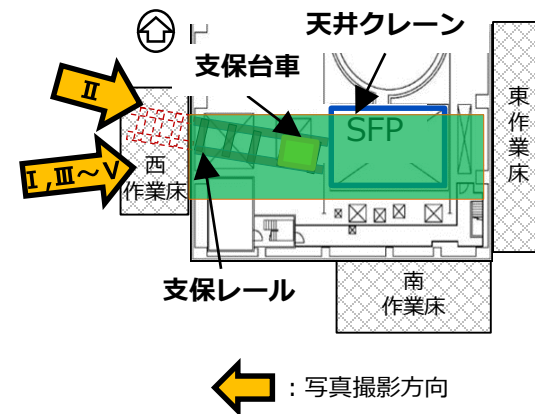 天井クレーン
支保台車
Ⅱ
SFP
Ⅰ,Ⅲ～Ⅴ
西
作業床
東作業床
支保レール
南
作業床
：写真撮影方向